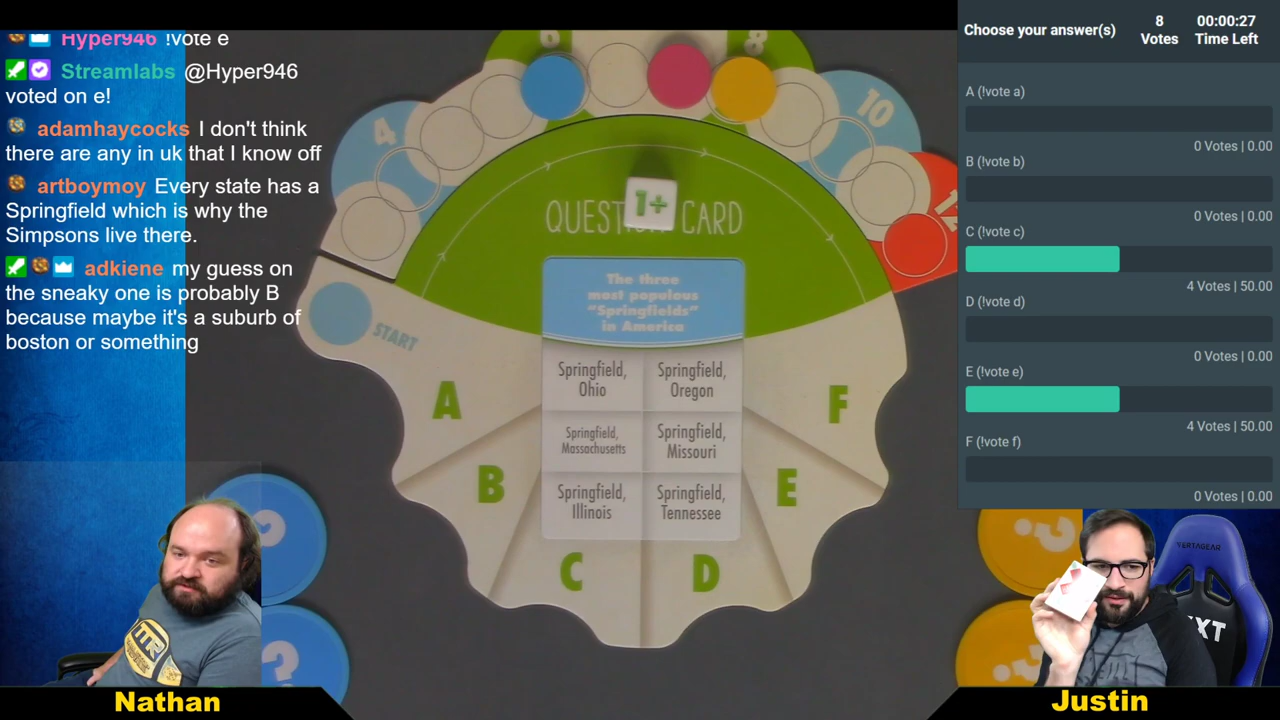 Hyper946 !vote e
Streamlabs @Hyper946
voted on e!
adamhaycocks I don't think
there are any in uk that I know off
artboymoy Every state has a
Springfield which is why the
Simpsons live there.
adkiene my guess on
the sneaky one is probably B
because maybe it's a suburb of
boston or something
Choose your answer(s)
8
Votes
00:00:27
Time Left
A (!vote a)
0 Votes | 0.00
B (!vote b)
0 Votes | 0.00
C (!vote c)
4 Votes | 50.00
D (!vote d)
0 Votes | 0.00
E (!vote e)
4 Votes | 50.00
F (!vote f)
0 Votes | 0.00
4
6
8
10
START
1+
CARD
The three
most populous
"Springfields"
in America
Springfield,
Ohio
Springfield,
Oregon
Springfield,
Massachusetts
Springfield,
Missouri
Springfield,
Illinois
Springfield,
Tennessee
A
B
C
D
E
F
?
?
?
?
VERTAGEAR
XT
Nathan
Justin